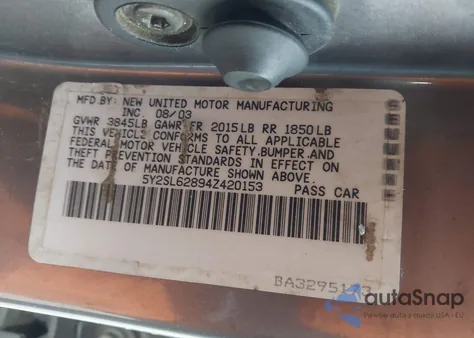 MFD BY: NEW UNITED MOTOR MANUFACTURING
INC 08/03
GVWR 3845LB GAWR FR 2015LB RR 1850LB
THIS VEHICLE CONFORMS TO ALL APPLICABLE
FEDERAL MOTOR VEHICLE SAFETY, BUMPER, AND
THEFT PREVENTION STANDARDS IN EFFECT ON
THE DATE OF MANUFACTURE SHOWN ABOVE.
5Y2SL62894Z420153 PASS CAR
autaSnap